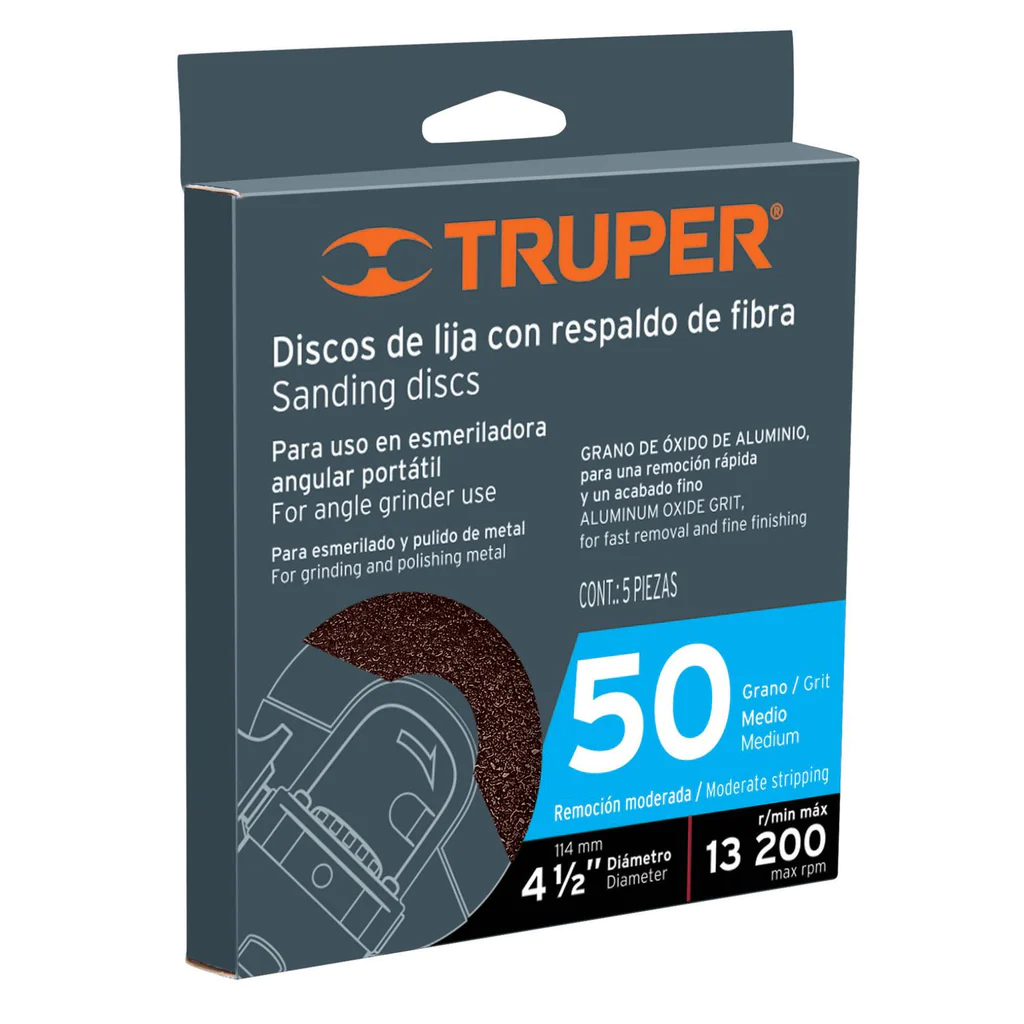 TRUPER®
Discos de lija con respaldo de fibra
Sanding discs
Para uso en esmeriladora
angular portátil
For angle grinder use
Para esmerilado y pulido de metal
For grinding and polishing metal
GRANO DE ÓXIDO DE ALUMINIO,
para una remoción rápida
y un acabado fino
ALUMINUM OXIDE GRIT,
for fast removal and fine finishing
CONT.: 5 PIEZAS
50
Grano / Grit
Medio
Medium
Remoción moderada / Moderate stripping
114 mm
4 ½" Diámetro
Diameter
r/min máx
13 200
max rpm